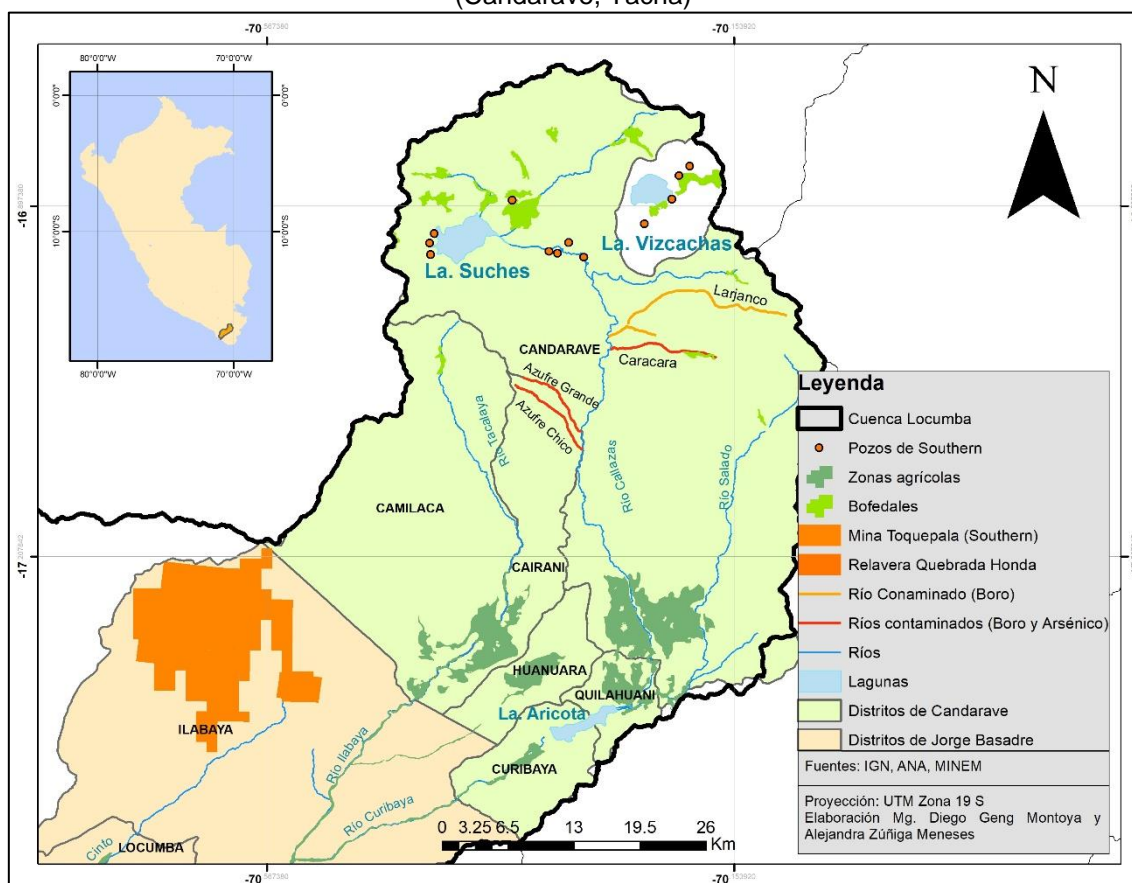 (Candarave, Tacna)
-70
-70
80°0'0"W
70°0'0"W
0°0'0"
0°0'0"
10°0'0"S
10°0'0"S
80°0'0"W
70°0'0"W
N
-16
La. Vizcachas
La. Suches
Larjanco
CANDARAVE
Caracara
Azufre Grande
Azufre Chico
Río Tacalaya
Río Callazas
Río Salado
CAMILACA
-17
CAIRANI
HUANUARA
QUILAHUANI
La. Aricota
ILABAYA
CURIBAYA
Río Ilabaya
Río Curibaya
Cinto
LOCUMBA
0 3.25 6.5 13 19.5 26
Km
Leyenda
Cuenca Locumba
Pozos de Southern
Zonas agrícolas
Bofedales
Mina Toquepala (Southern)
Relavera Quebrada Honda
Río Conaminado (Boro)
Ríos contaminados (Boro y Arsénico)
Ríos
Lagunas
Distritos de Candarave
Distritos de Jorge Basadre
Fuentes: IGN, ANA, MINEM
Proyección: UTM Zona 19 S
Elaboración Mg. Diego Geng Montoya y
Alejandra Zúñiga Meneses
-70
-70